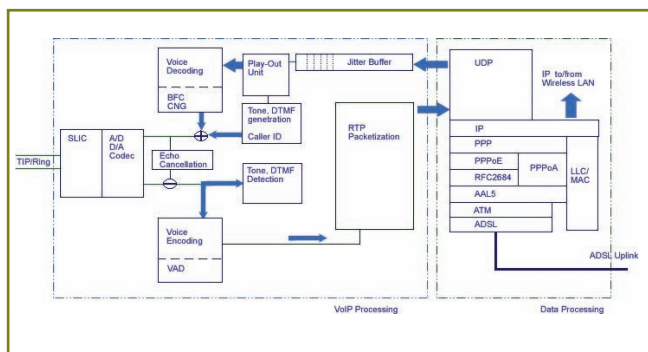 Voice
Decoding
BFC
CNG
Play-Out
Unit
Jitter Buffer
UDP
IP to/from
Wireless LAN
Tone, DTMF
genetration
Caller ID
RTP
Packetization
SLIC
A/D
D/A
Codec
Echo
Cancellation
TIP/Ring
Tone, DTMF
Detection
Voice
Encoding
VAD
IP
PPP
PPPoE
PPPoA
RFC2684
AAL5
ATM
ADSL
LLC/
MAC
ADSL Uplink
VoIP Processing
Data Processing